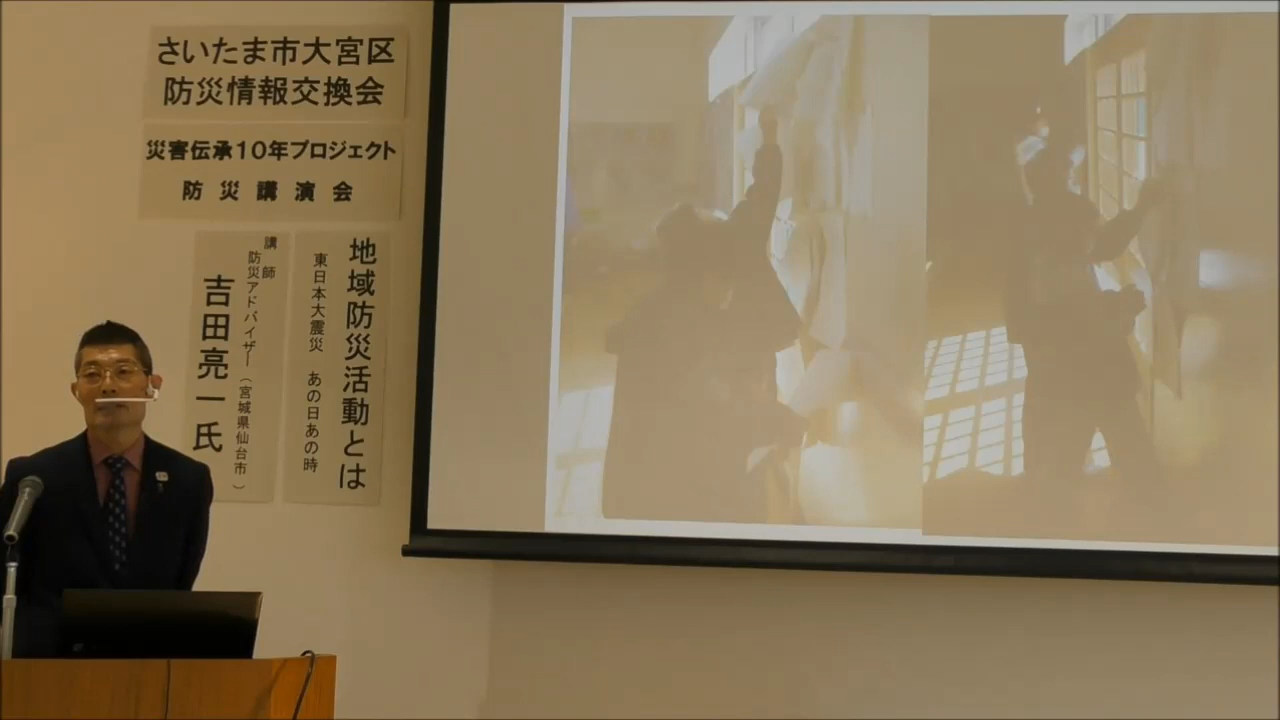 さいたま市大宮区
防災情報交換会
災害伝承10年プロジェクト
防災講演会
地域防災活動とは
東日本大震災 あの日あの時
講師
防災アドバイザー(宮城県仙台市)
吉田亮一氏